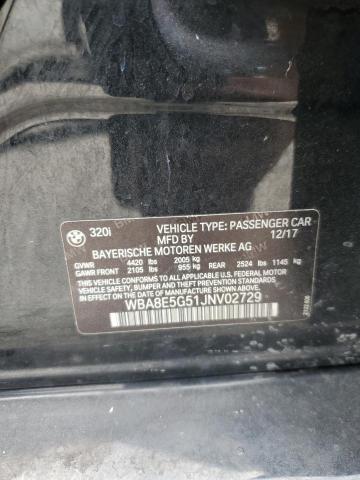 320i VEHICLE TYPE: PASSENGER CAR
MFD BY 12/17
BAYERISCHE MOTOREN WERKE AG
GVWR 4420 lbs 2005 kg
GAWR FRONT 2105 lbs 955 kg REAR 2524 lbs 1145 kg
THIS VEHICLE CONFORMS TO ALL APPLICABLE U.S. FEDERAL MOTOR
VEHICLE SAFETY, BUMPER, AND THEFT PREVENTION STANDARDS
IN EFFECT ON THE DATE OF MANUFACTURE SHOWN ABOVE.
WBA8E5G51JNV02729